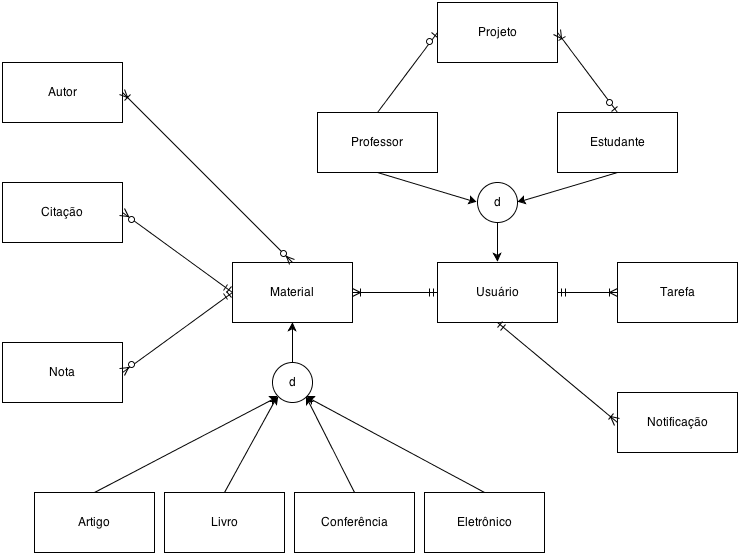 Projeto
Autor
Professor
Estudante
Citação
d
Material
Usuário
Tarefa
Nota
d
Notificação
Artigo
Livro
Conferência
Eletrônico